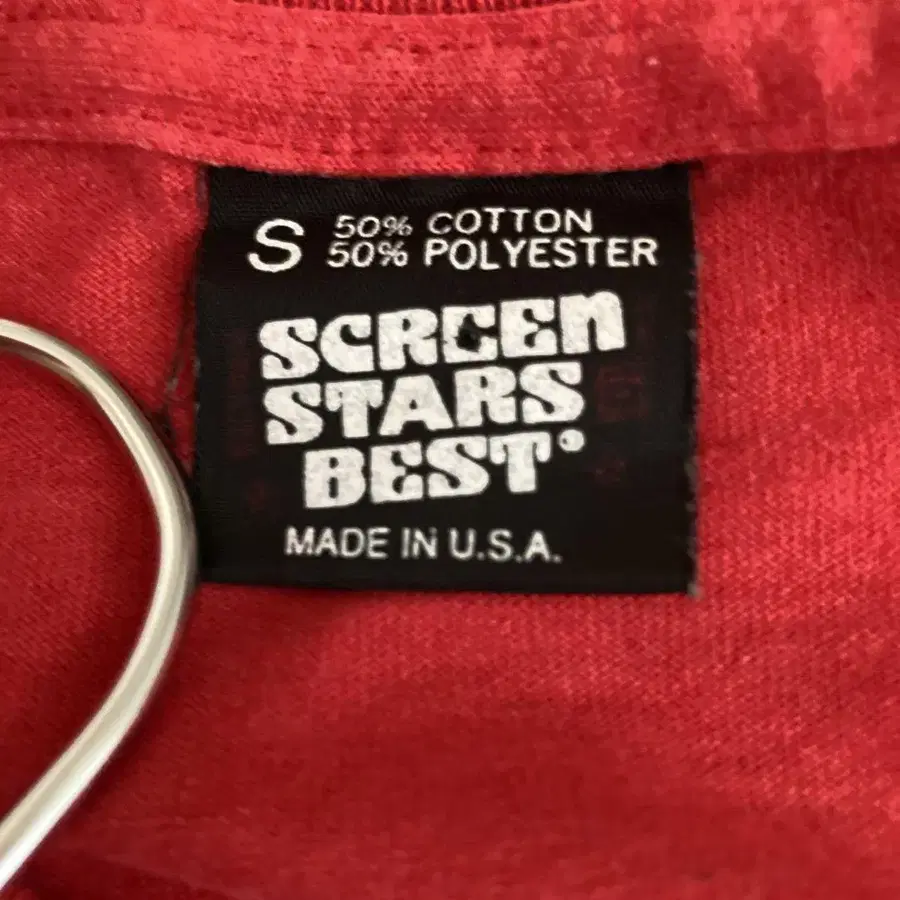 S 50% COTTON
50% POLYESTER
SCREEN
STARS
BEST®
MADE IN U.S.A.